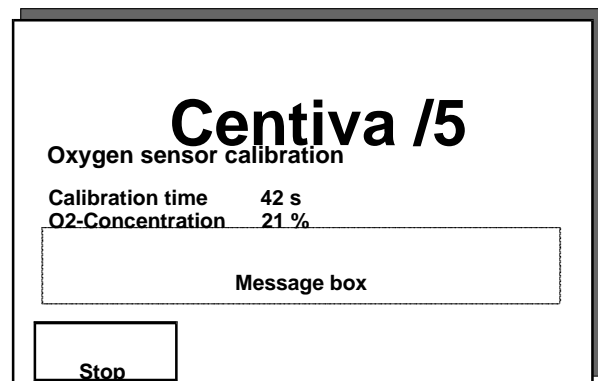 Centiva /5
Oxygen sensor calibration
Calibration time 42 s
O2-Concentration 21 %
Message box
Stop